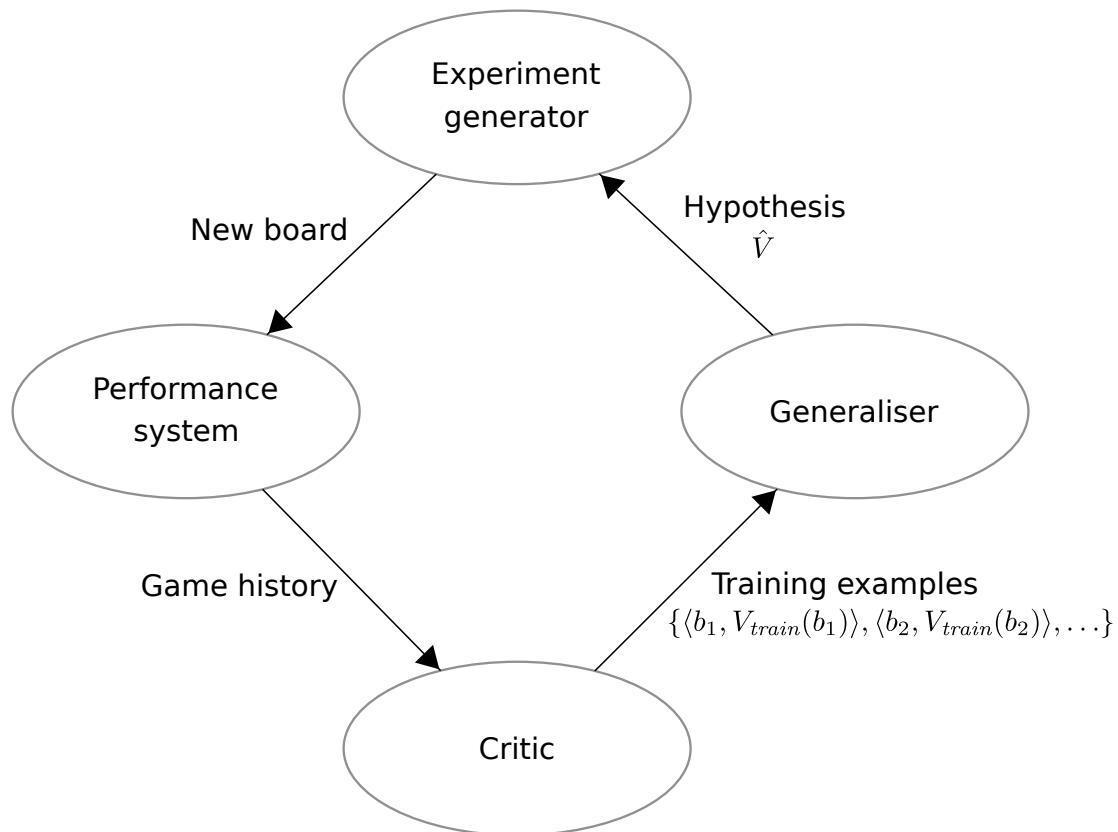 Experiment
generator
New board
Hypothesis
V̂
Performance
system
Generaliser
Game history
Training examples
{⟨b₁, V_train(b₁)⟩, ⟨b₂, V_train(b₂)⟩, …}
Critic